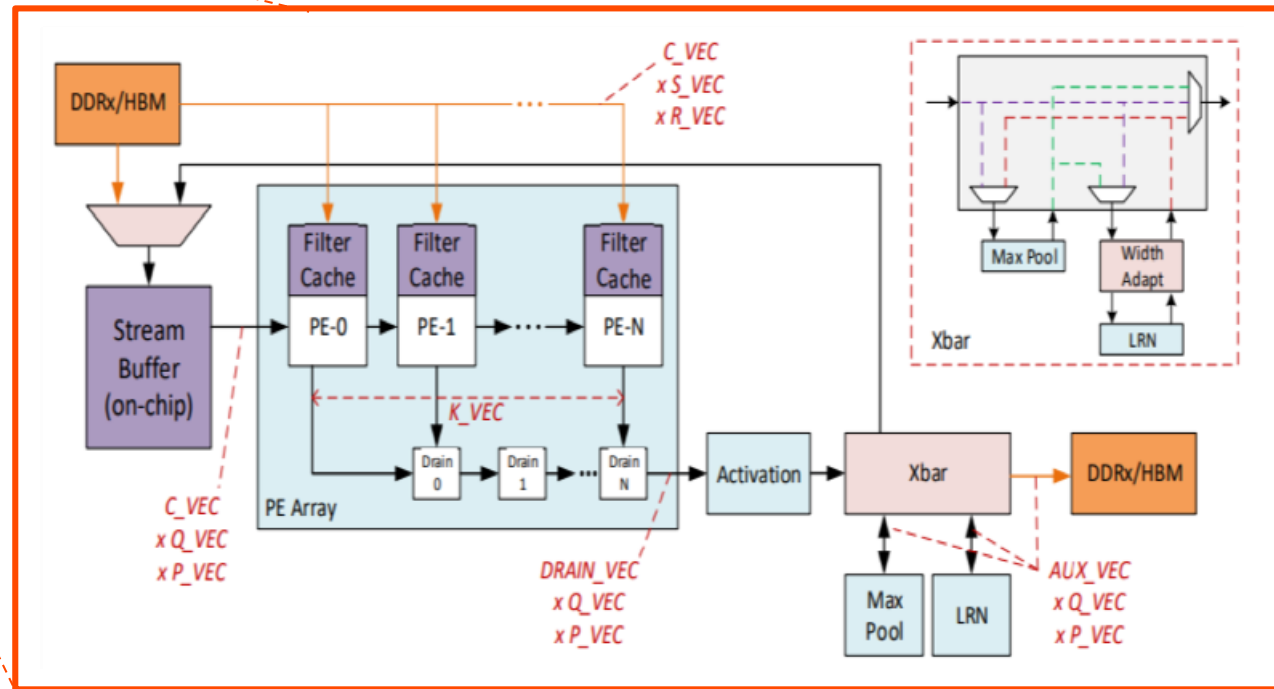 DDRx/HBM
C_VEC
x S_VEC
x R_VEC
Filter
Cache
PE-0
Filter
Cache
PE-1
Filter
Cache
PE-N
Stream
Buffer
(on-chip)
K_VEC
Drain
0
Drain
1
Drain
N
PE Array
C_VEC
x Q_VEC
x P_VEC
DRAIN_VEC
x Q_VEC
x P_VEC
Activation
Xbar
DDRx/HBM
Max
Pool
LRN
AUX_VEC
x Q_VEC
x P_VEC
Max Pool
Width
Adapt
LRN
Xbar